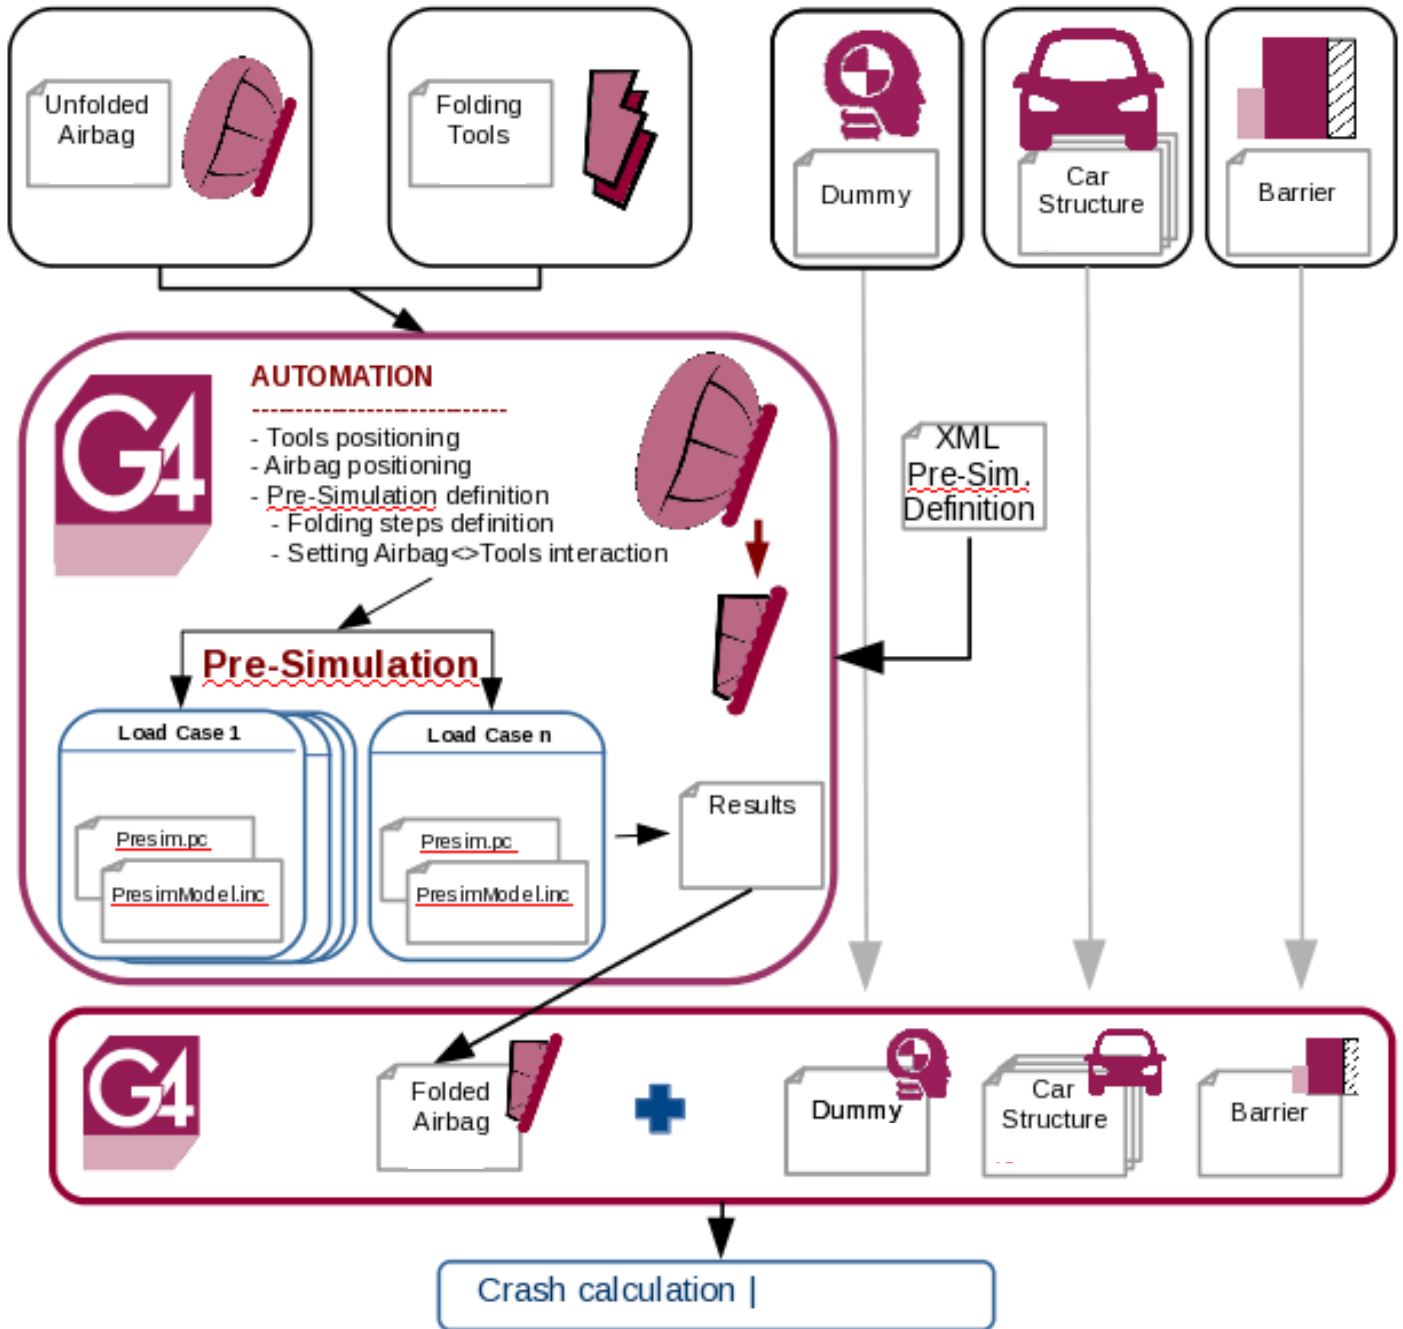 Unfolded
Airbag
Folding
Tools
Dummy
Car
Structure
Barrier
G4
AUTOMATION
-----------------------------
- Tools positioning
- Airbag positioning
- Pre-Simulation definition
- Folding steps definition
- Setting Airbag<>Tools interaction
XML
Pre-Sim.
Definition
Pre-Simulation
Load Case 1
Presim.pc
PresimModel.inc
Load Case n
Presim.pc
PresimModel.inc
Results
G4
Folded
Airbag
Dummy
Car
Structure
Barrier
Crash calculation |